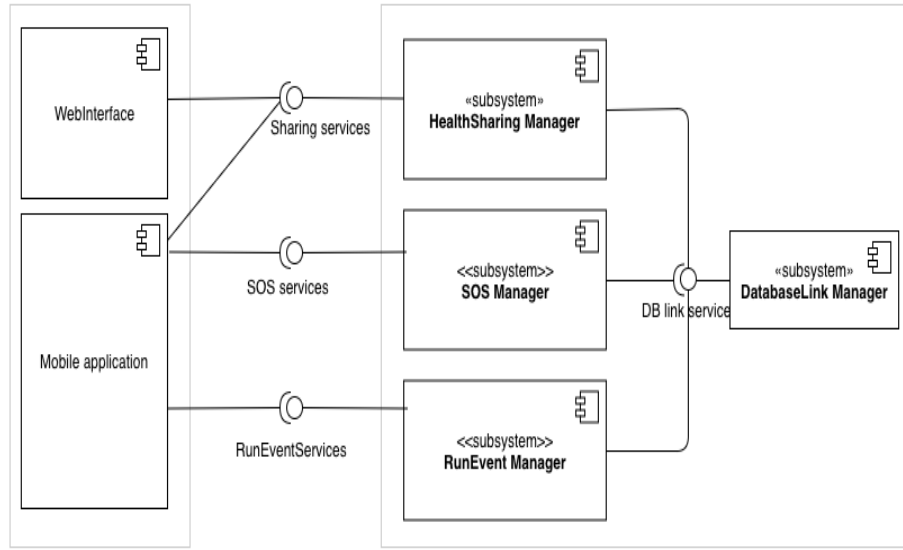 WebInterface
Sharing services
«subsystem»
HealthSharing Manager
Mobile application
SOS services
<<subsystem>>
SOS Manager
DB link service
«subsystem»
DatabaseLink Manager
RunEventServices
<<subsystem>>
RunEvent Manager